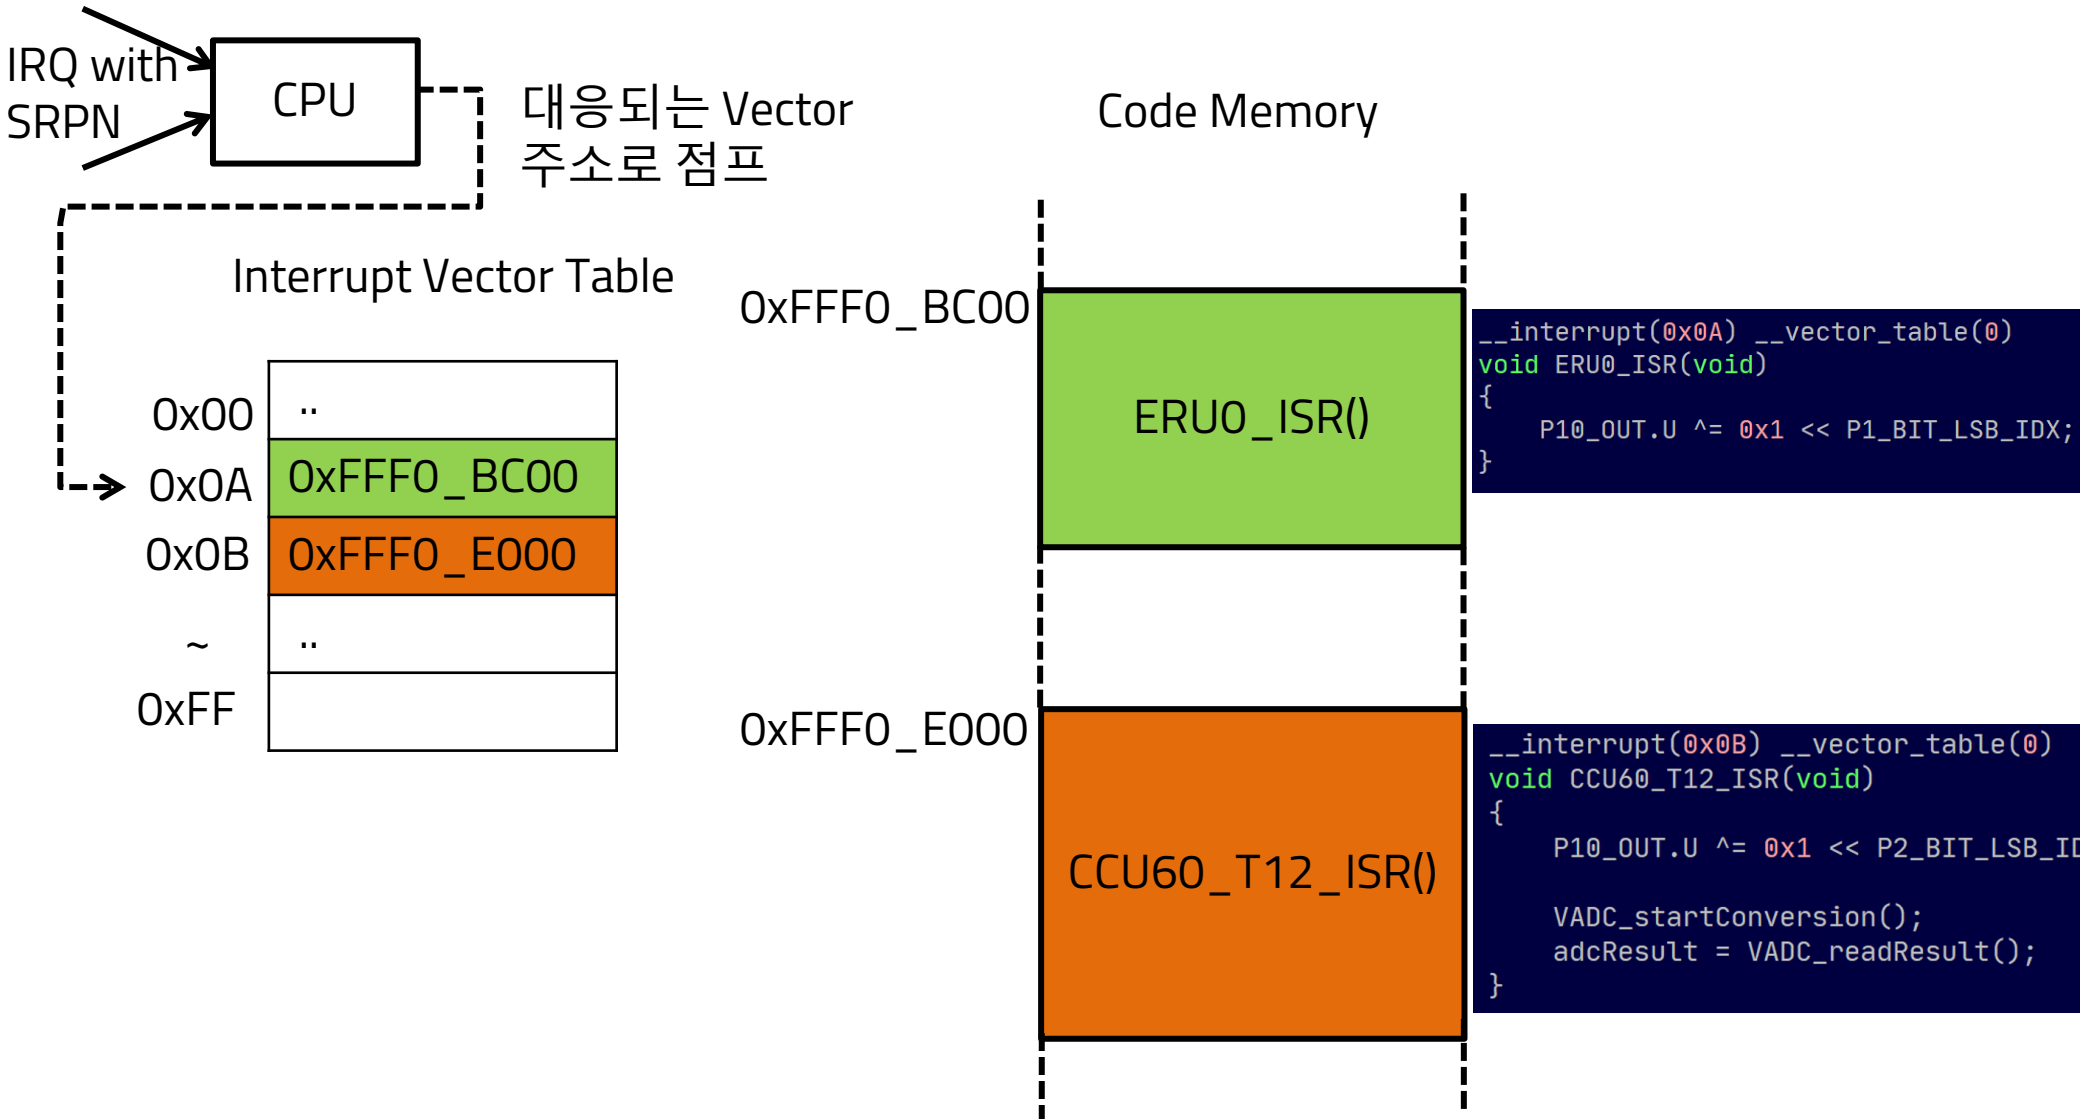 IRQ with
SRPN
CPU
대응되는 Vector
주소로 점프
Code Memory
Interrupt Vector Table
0x00
..
0x0A
0xFFF0_BC00
0x0B
0xFFF0_E000
~
..
0xFF
0xFFF0_BC00
ERU0_ISR()
__interrupt(0x0A) __vector_table(0)
void ERU0_ISR(void)
{
P10_OUT.U ^= 0x1 << P1_BIT_LSB_IDX;
}
0xFFF0_E000
CCU60_T12_ISR()
__interrupt(0x0B) __vector_table(0)
void CCU60_T12_ISR(void)
{
P10_OUT.U ^= 0x1 << P2_BIT_LSB_ID
VADC_startConversion();
adcResult = VADC_readResult();
}